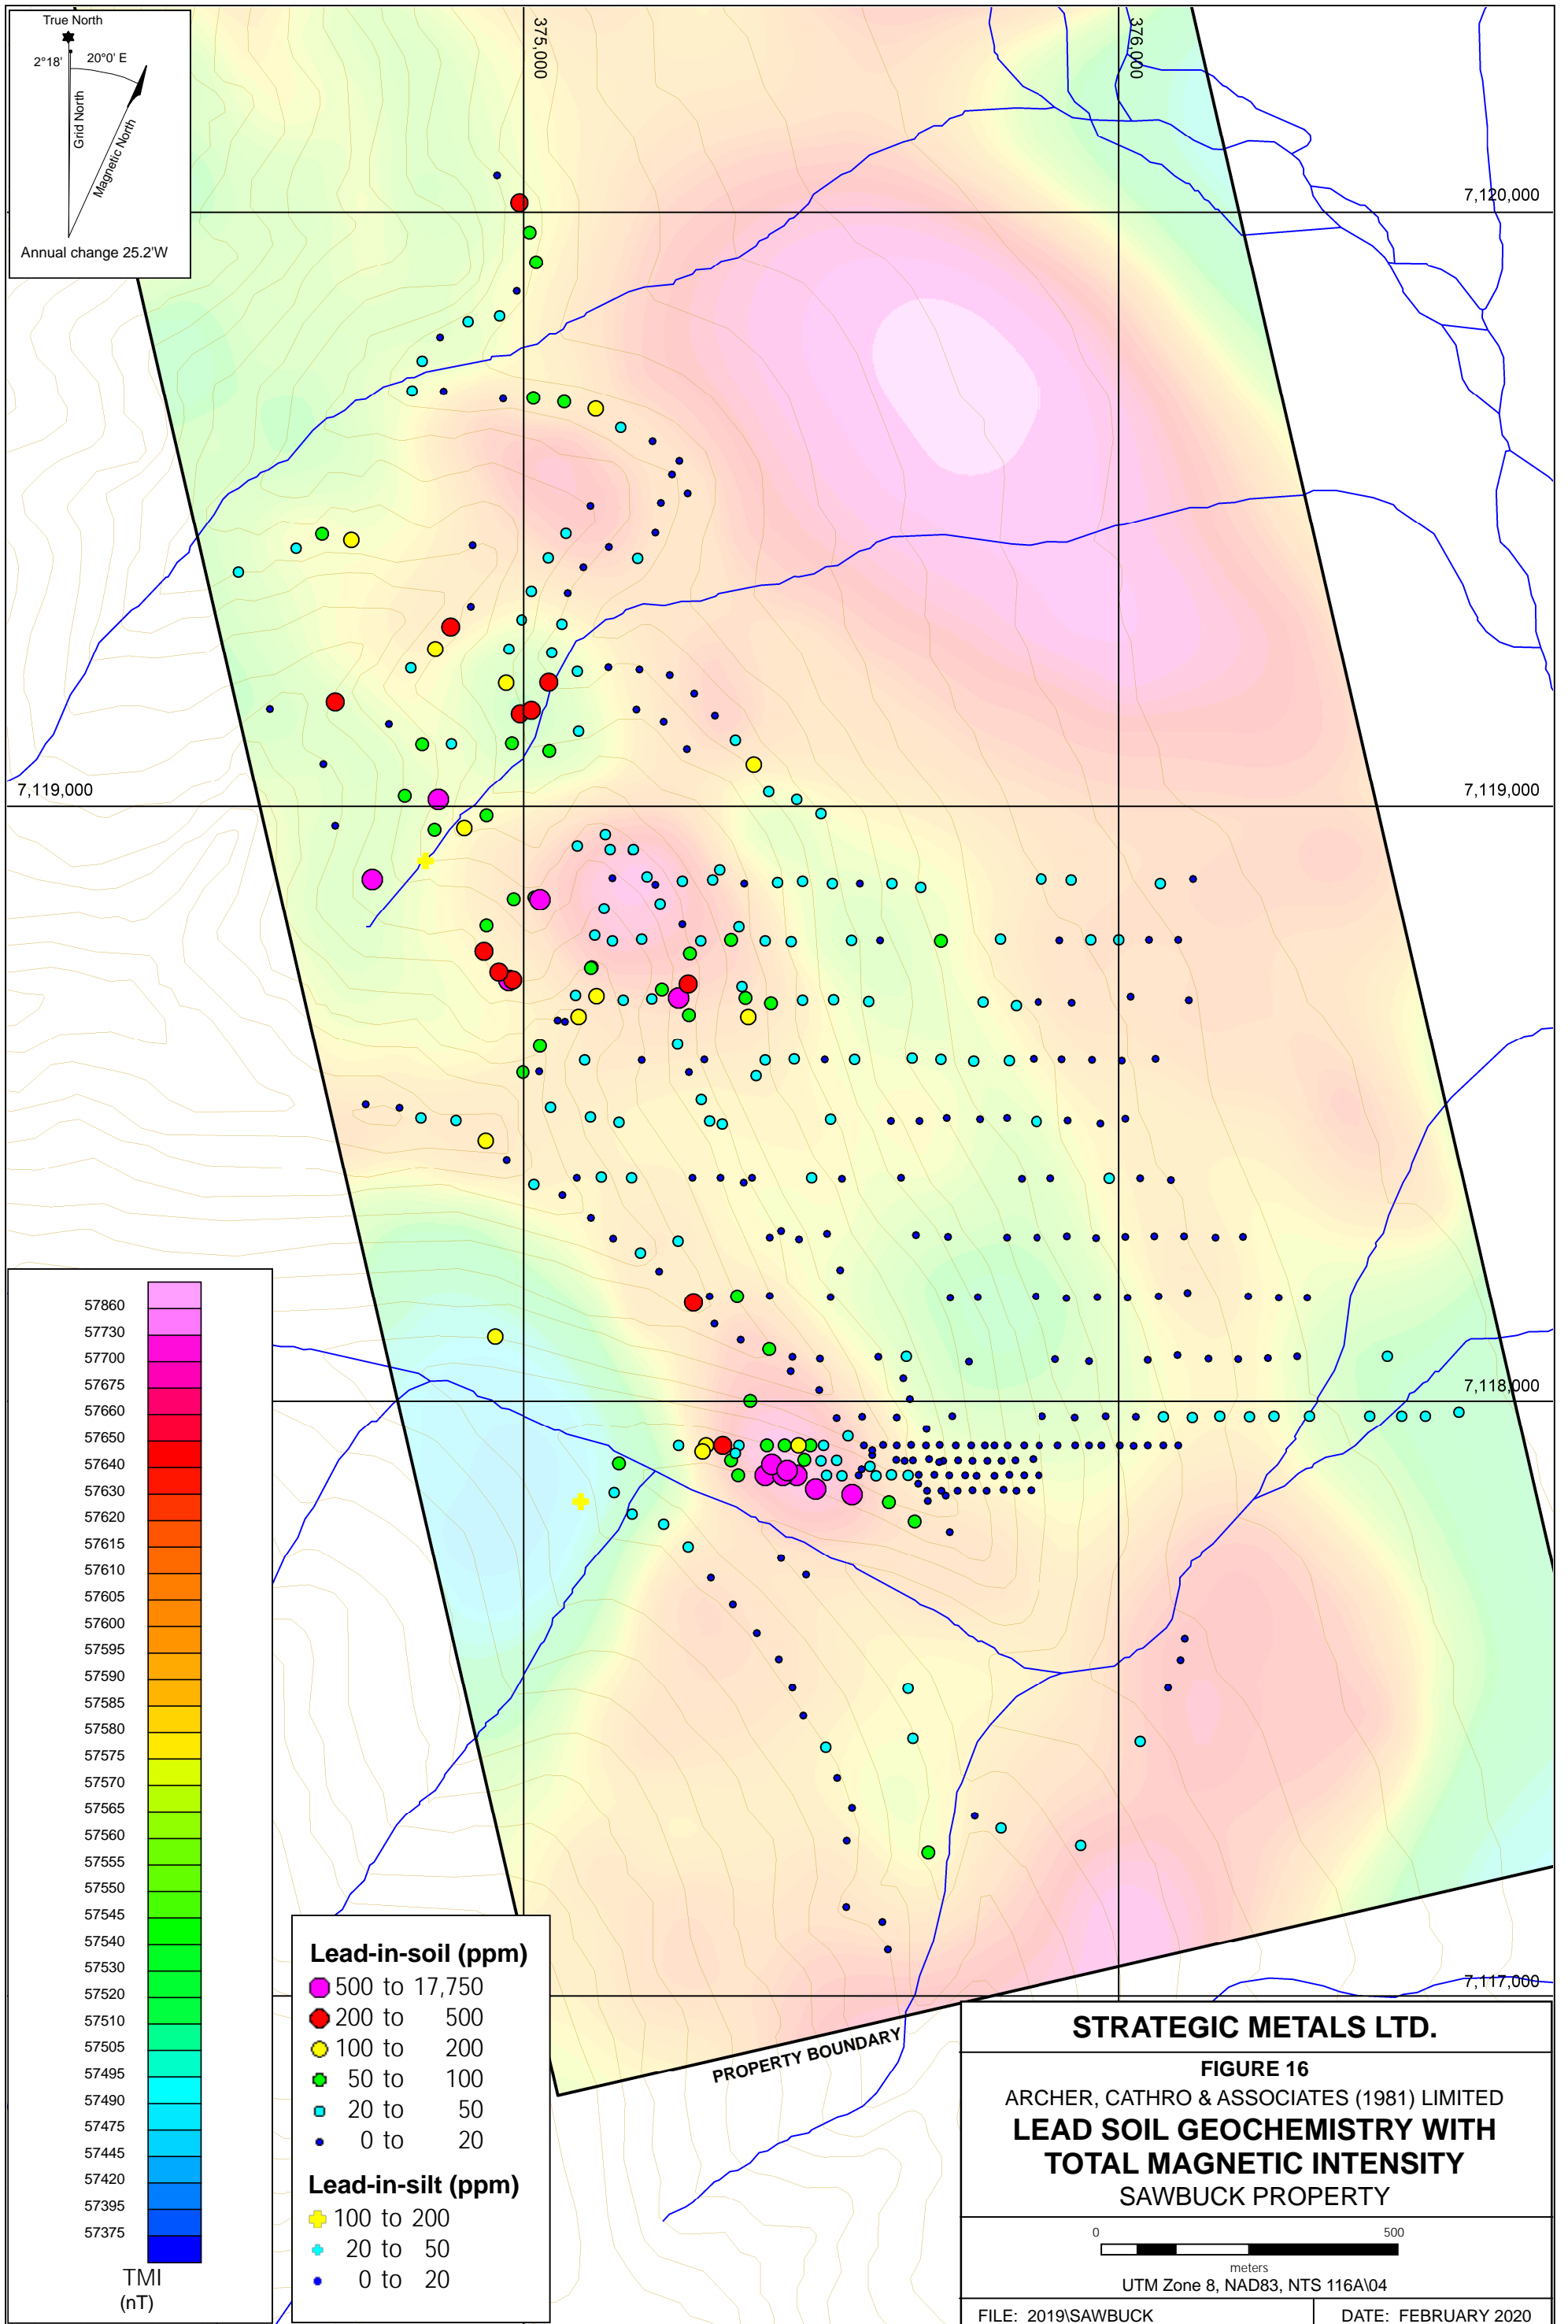 True North
2°18'
20°0' E
Grid North
Magnetic North
Annual change 25.2'W
375,000
376,000
7,120,000
7,119,000
7,119,000
7,118,000
7,117,000
57860
57730
57700
57675
57660
57650
57640
57630
57620
57615
57610
57605
57600
57595
57590
57585
57580
57575
57570
57565
57560
57555
57550
57545
57540
57530
57520
57510
57505
57495
57490
57475
57445
57420
57395
57375
TMI
(nT)
Lead-in-soil (ppm)
500 to 17,750
200 to 500
100 to 200
50 to 100
20 to 50
0 to 20
Lead-in-silt (ppm)
100 to 200
20 to 50
0 to 20
PROPERTY BOUNDARY
STRATEGIC METALS LTD.
FIGURE 16
ARCHER, CATHRO & ASSOCIATES (1981) LIMITED
LEAD SOIL GEOCHEMISTRY WITH
TOTAL MAGNETIC INTENSITY
SAWBUCK PROPERTY
0 500
meters
UTM Zone 8, NAD83, NTS 116A\04
FILE: 2019\SAWBUCK DATE: FEBRUARY 2020